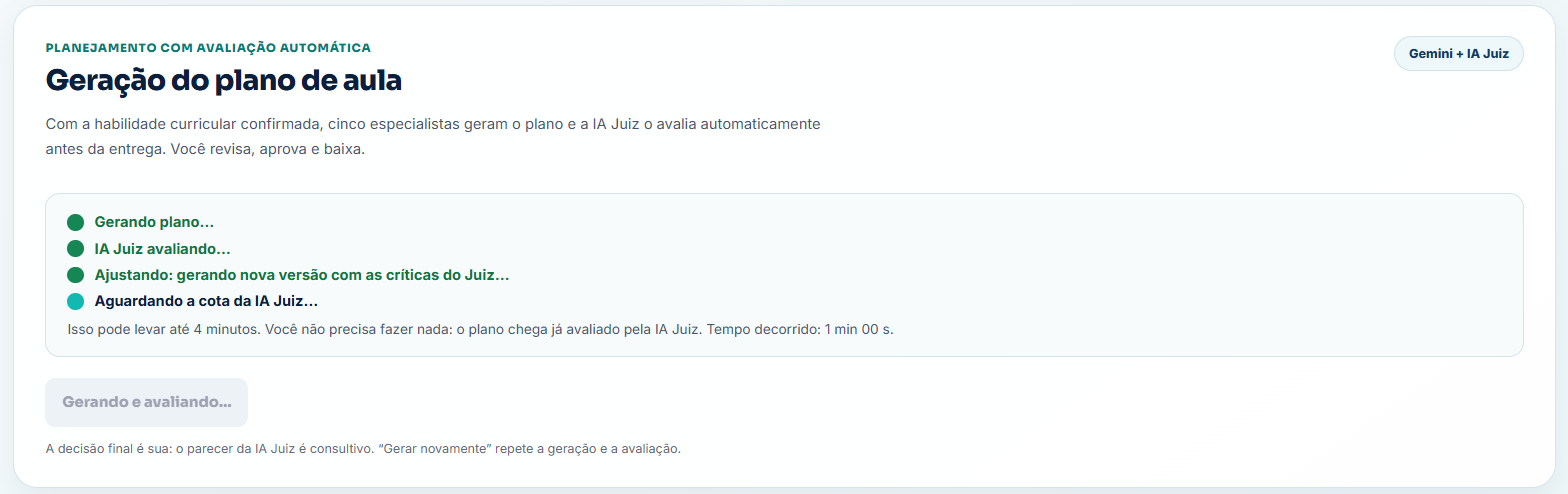 PLANEJAMENTO COM AVALIAÇÃO AUTOMÁTICA
Gemini + IA Juiz
Geração do plano de aula
Com a habilidade curricular confirmada, cinco especialistas geram o plano e a IA Juiz o avalia automaticamente
antes da entrega. Você revisa, aprova e baixa.
Gerando plano...
IA Juiz avaliando...
Ajustando: gerando nova versão com as críticas do Juiz...
Aguardando a cota da IA Juiz...
Isso pode levar até 4 minutos. Você não precisa fazer nada: o plano chega já avaliado pela IA Juiz. Tempo decorrido: 1 min 00 s.
Gerando e avaliando...
A decisão final é sua: o parecer da IA Juiz é consultivo. “Gerar novamente” repete a geração e a avaliação.